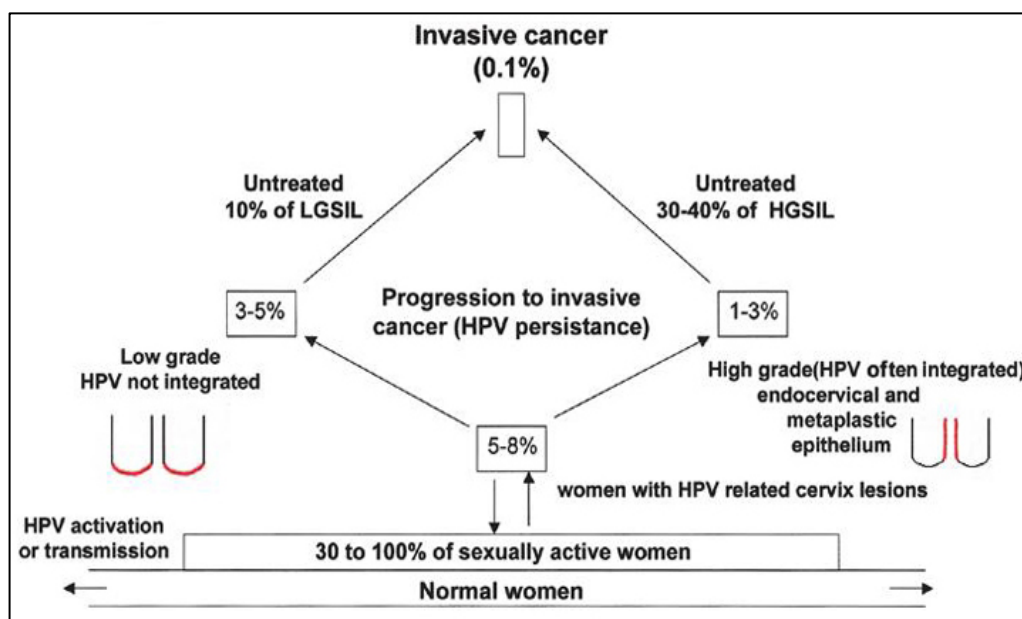 Invasive cancer
(0.1%)
Untreated
10% of LGSIL
Untreated
30-40% of HGSIL
3-5%
Progression to invasive
cancer (HPV persistance)
1-3%
Low grade
HPV not integrated
High grade(HPV often integrated)
endocervical and
metaplastic
epithelium
5-8%
women with HPV related cervix lesions
HPV activation
or transmission
30 to 100% of sexually active women
Normal women